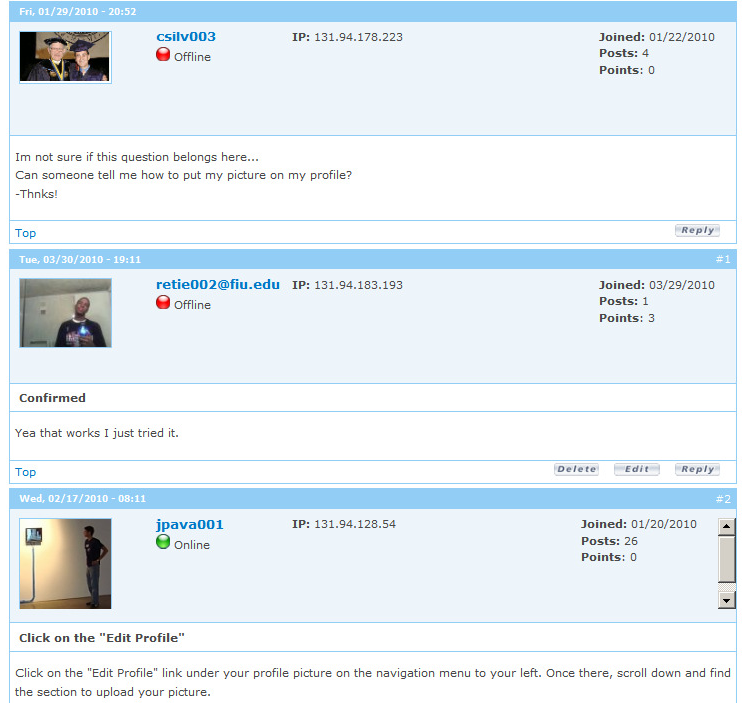 Fri, 01/29/2010 - 20:52
csilv003 IP: 131.94.178.223 Joined: 01/22/2010
Offline Posts: 4
Points: 0
Im not sure if this question belongs here...
Can someone tell me how to put my picture on my profile?
-Thnks!
Top Reply
Tue, 03/30/2010 - 19:11 #1
retie002@fiu.edu IP: 131.94.183.193 Joined: 03/29/2010
Offline Posts: 1
Points: 3
Confirmed
Yea that works I just tried it.
Top Delete Edit Reply
Wed, 02/17/2010 - 08:11 #2
jpava001 IP: 131.94.128.54 Joined: 01/20/2010
Online Posts: 26
Points: 0
Click on the "Edit Profile"
Click on the "Edit Profile" link under your profile picture on the navigation menu to your left. Once there, scroll down and find
the section to upload your picture.